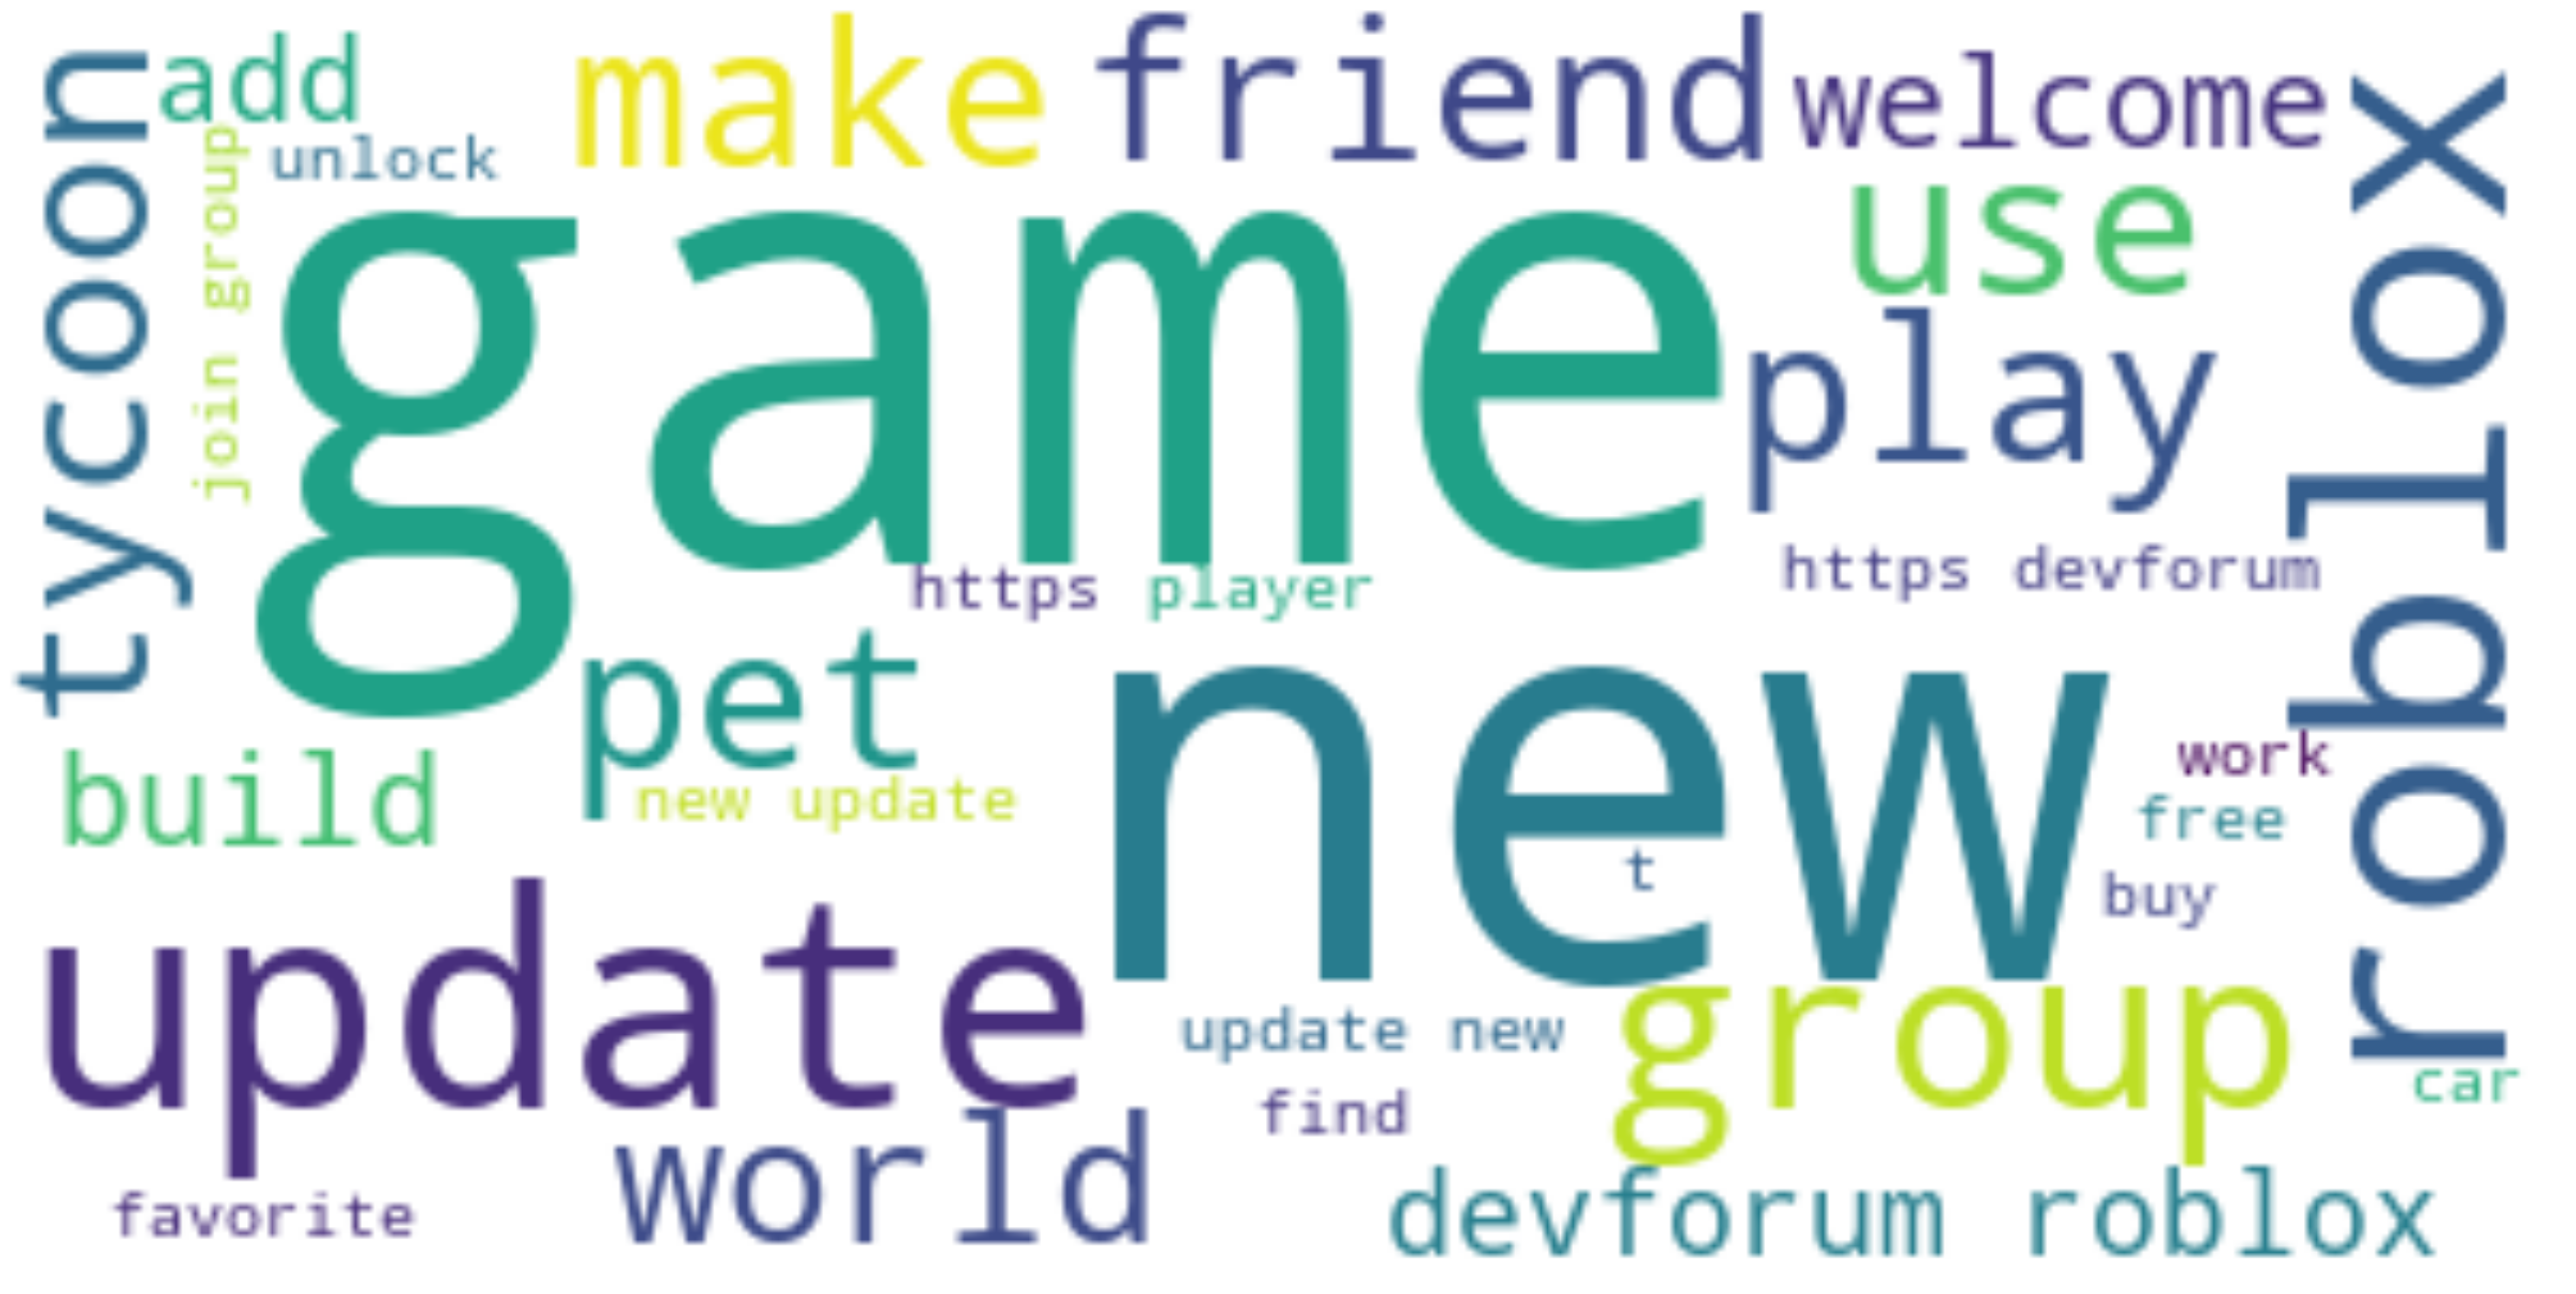 tycoon
add
make
friend
welcome
roblox
join group
unlock
use
game
play
https
player
https devforum
pet
new
build
new update
work
free
t
buy
update
update new
group
find
car
world
favorite
devforum roblox